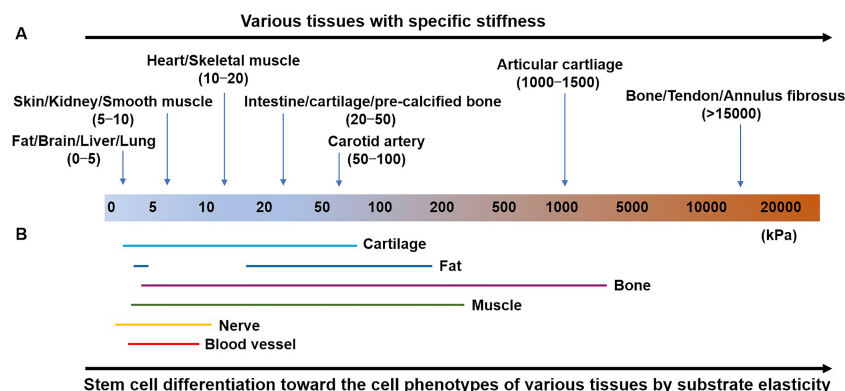 Various tissues with specific stiffness
A
Heart/Skeletal muscle
(10–20)
Articular cartliage
(1000–1500)
Skin/Kidney/Smooth muscle
(5–10)
Intestine/cartilage/pre-calcified bone
(20–50)
Bone/Tendon/Annulus fibrosus
(>15000)
Fat/Brain/Liver/Lung
(0–5)
Carotid artery
(50–100)
0 5 10 20 50 100 200 500 1000 5000 10000 20000
(kPa)
B
Cartilage
Fat
Bone
Muscle
Nerve
Blood vessel
Stem cell differentiation toward the cell phenotypes of various tissues by substrate elasticity